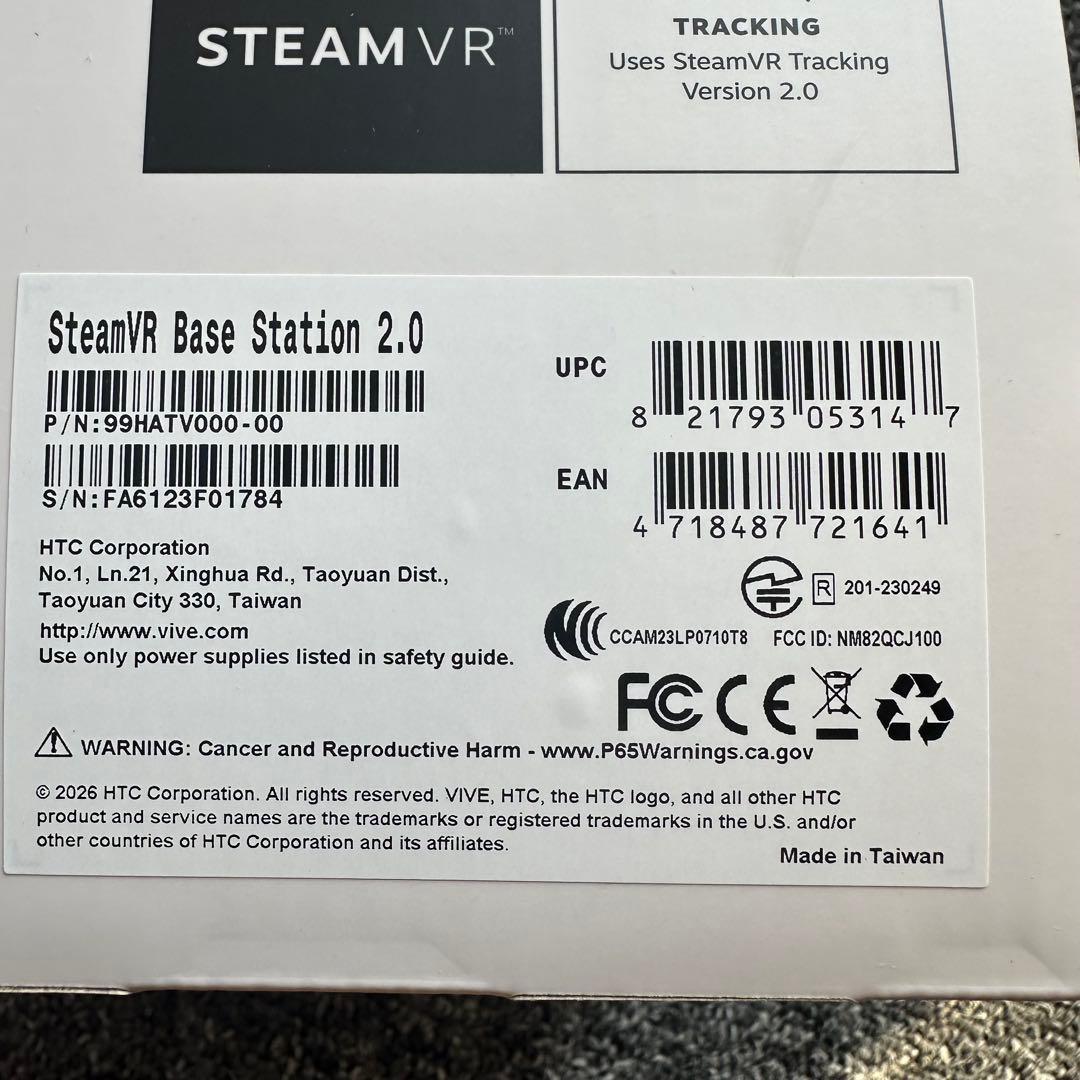 STEAMVR™
TRACKING
Uses SteamVR Tracking
Version 2.0
SteamVR Base Station 2.0
P/N:99HATV000-00
S/N:FA6123F01784
UPC
8 21793 05314 7
EAN
4 718487 721641
HTC Corporation
No.1, Ln.21, Xinghua Rd., Taoyuan Dist.,
Taoyuan City 330, Taiwan
http://www.vive.com
Use only power supplies listed in safety guide.
R 201-230249
CCAM23LP0710T8 FCC ID: NM82QCJ100
FC CE
WARNING: Cancer and Reproductive Harm - www.P65Warnings.ca.gov
© 2026 HTC Corporation. All rights reserved. VIVE, HTC, the HTC logo, and all other HTC
product and service names are the trademarks or registered trademarks in the U.S. and/or
other countries of HTC Corporation and its affiliates.
Made in Taiwan